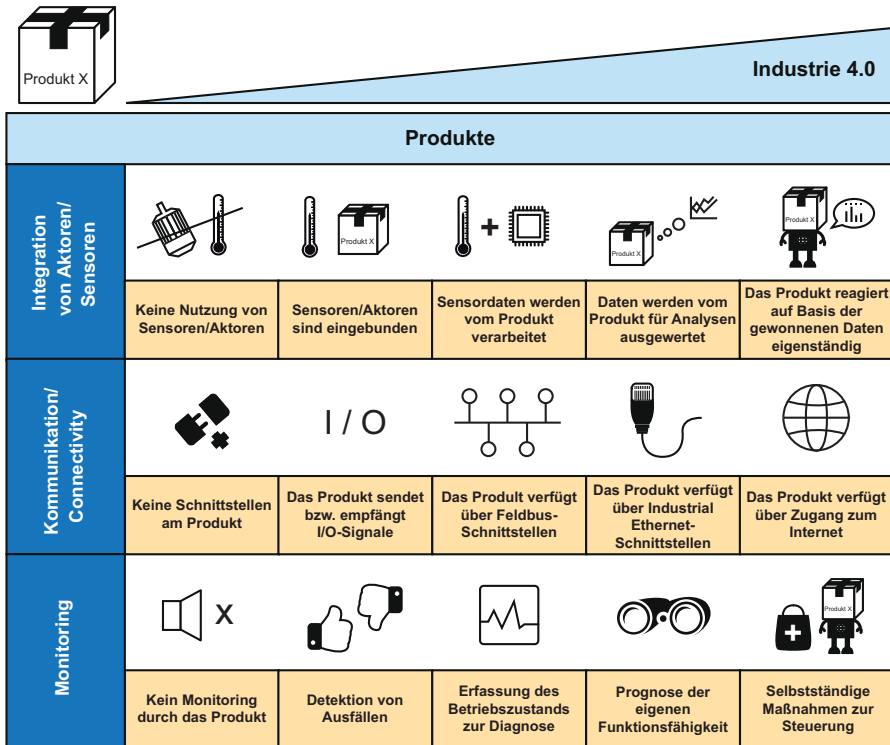 Produkt X
Industrie 4.0
Produkte
Integration
von Aktoren/
Sensoren
Produkt X
+
Produkt X
Produkt X
Keine Nutzung von
Sensoren/Aktoren
Sensoren/Aktoren
sind eingebunden
Sensordaten werden
vom Produkt
verarbeitet
Daten werden vom
Produkt für Analysen
ausgewertet
Das Produkt reagiert
auf Basis der
gewonnenen Daten
eigenständig
Kommunikation/
Connectivity
I / O
Keine Schnittstellen
am Produkt
Das Produkt sendet
bzw. empfängt
I/O-Signale
Das Prodult verfügt
über Feldbus-
Schnittstellen
Das Produkt verfügt
über Industrial
Ethernet-
Schnittstellen
Das Produkt verfügt
über Zugang zum
Internet
Monitoring
X
Produkt X
Kein Monitoring
durch das Produkt
Detektion von
Ausfällen
Erfassung des
Betriebszustands
zur Diagnose
Prognose der
eigenen
Funktionsfähigkeit
Selbstständige
Maßnahmen zur
Steuerung